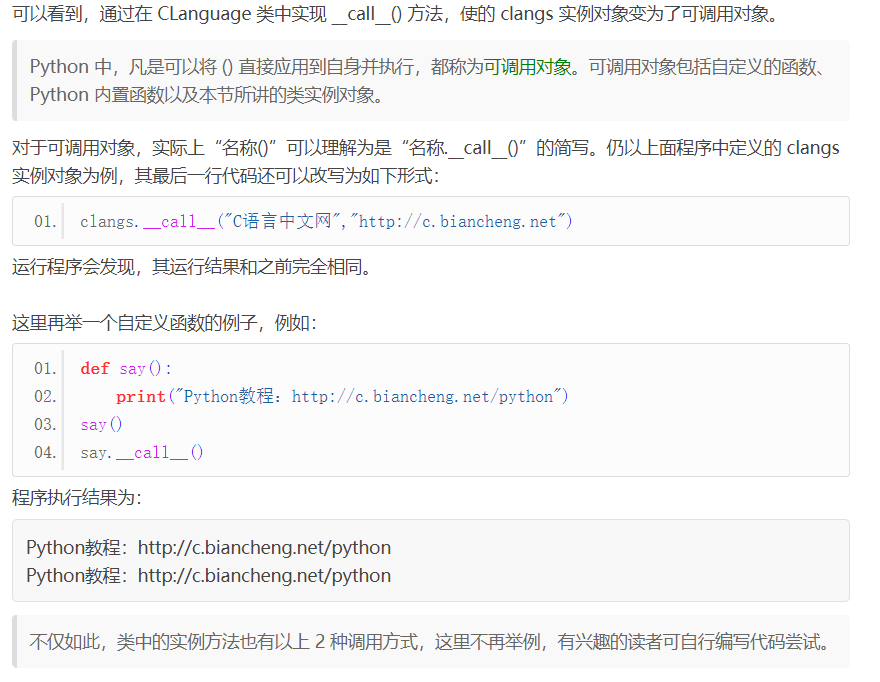 可以看到，通过在 CLanguage 类中实现 __call__() 方法，使的 clangs 实例对象变为了可调用对象。
Python 中，凡是可以将 () 直接应用到自身并执行，都称为可调用对象。可调用对象包括自定义的函数、
Python 内置函数以及本节所讲的类实例对象。
对于可调用对象，实际上“名称()”可以理解为是“名称.__call__()”的简写。仍以上面程序中定义的 clangs
实例对象为例，其最后一行代码还可以改写为如下形式：
01. clangs.__call__("C语言中文网","http://c.biancheng.net")
运行程序会发现，其运行结果和之前完全相同。
这里再举一个自定义函数的例子，例如：
01. def say():
02.     print("Python教程：http://c.biancheng.net/python")
03. say()
04. say.__call__()
程序执行结果为：
Python教程：http://c.biancheng.net/python
Python教程：http://c.biancheng.net/python
不仅如此，类中的实例方法也有以上 2 种调用方式，这里不再举例，有兴趣的读者可自行编写代码尝试。